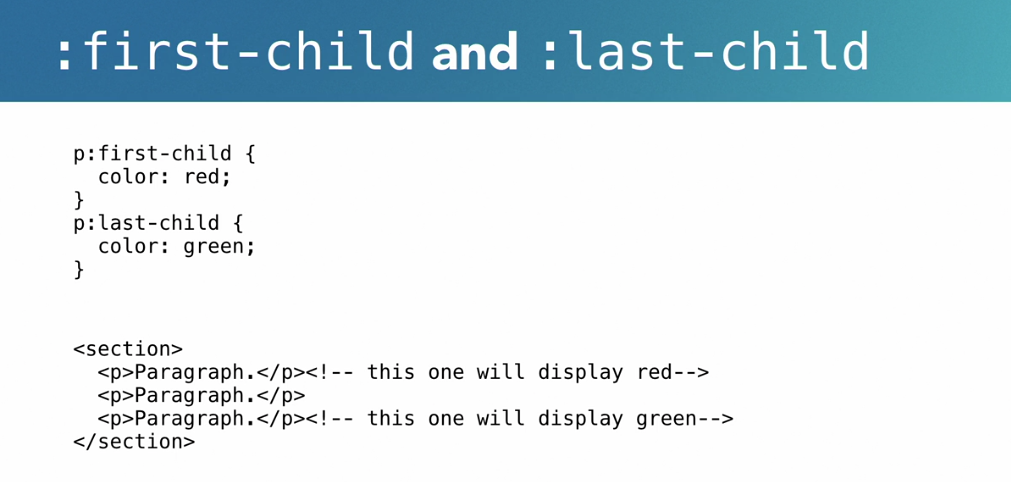 :first-child and :last-child
p:first-child {
  color: red;
}
p:last-child {
  color: green;
}
<section>
  <p>Paragraph.</p><!-- this one will display red-->
  <p>Paragraph.</p>
  <p>Paragraph.</p><!-- this one will display green-->
</section>